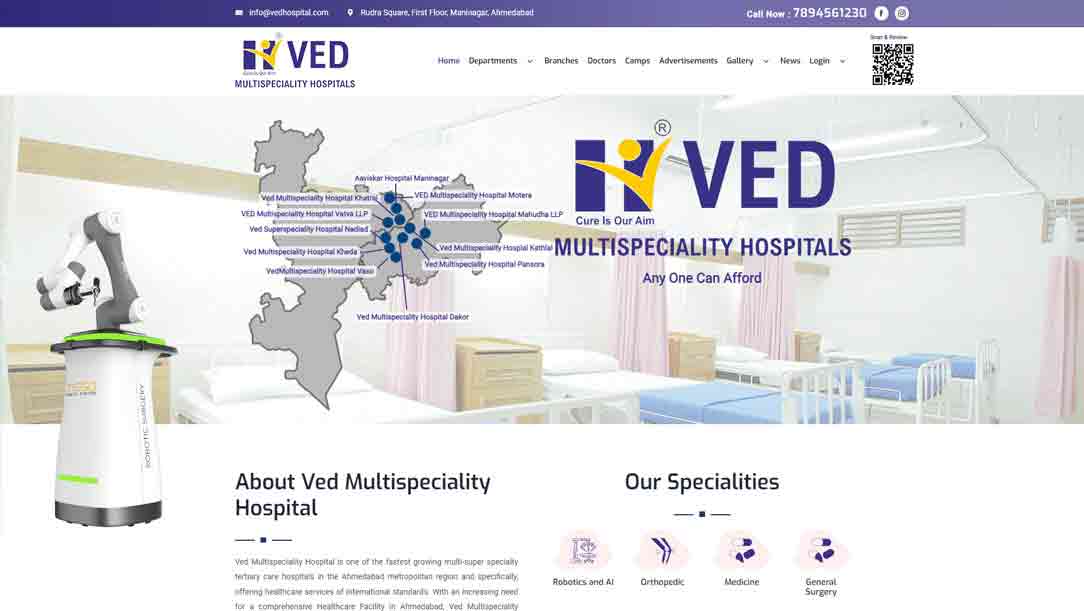 info@vedhospital.com
Rudra Square, First Floor, Maninagar, Ahmedabad
Call Now : 7894561230
VED
MULTISPECIALITY HOSPITALS
Home
Departments
Branches
Doctors
Camps
Advertisements
Gallery
News
Login
Scan & Review
Aaviskar Hospital Maninagar
Ved Multispeciality Hospital Khatraj
VED Multispeciality Hospital Motera
VED Multispeciality Hospital Vatva LLP
VED Multispeciality Hospital Mahudha LLP
Ved Superspeciality Hospital Nadiad
Ved Multispeciality Hospital Kheda
Ved Multispeciality Hospital Kathlal
VedMultispeciality Hospital Vaso
Ved Multispeciality Hospital Pansora
Ved Multispeciality Hospital Dakor
®
VED
Cure Is Our Aim
MULTISPECIALITY HOSPITALS
Any One Can Afford
ROBOTIC SURGERY
About Ved Multispeciality
Hospital
Ved Multispeciality Hospital is one of the fastest growing multi-super specialty
tertiary care hospitals in the Ahmedabad metropolitan region and specifically,
offering healthcare services of international standards. With an increasing need
for a comprehensive Healthcare Facility in Ahmedabad, Ved Multispeciality
Our Specialities
Robotics and AI
Orthopedic
Medicine
General
Surgery